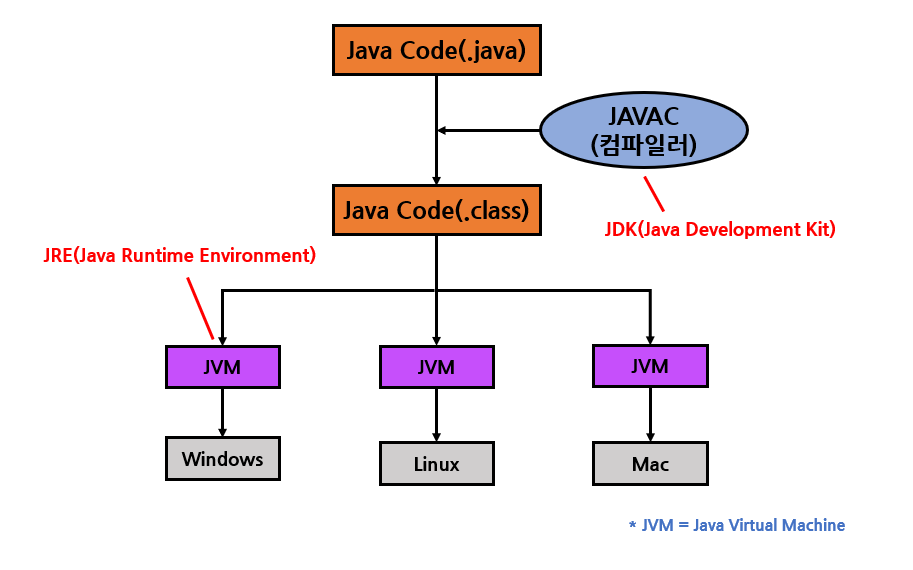 Java Code(.java)
JAVAC
(컴파일러)
Java Code(.class)
JDK(Java Development Kit)
JRE(Java Runtime Environment)
JVM
JVM
JVM
Windows
Linux
Mac
* JVM = Java Virtual Machine